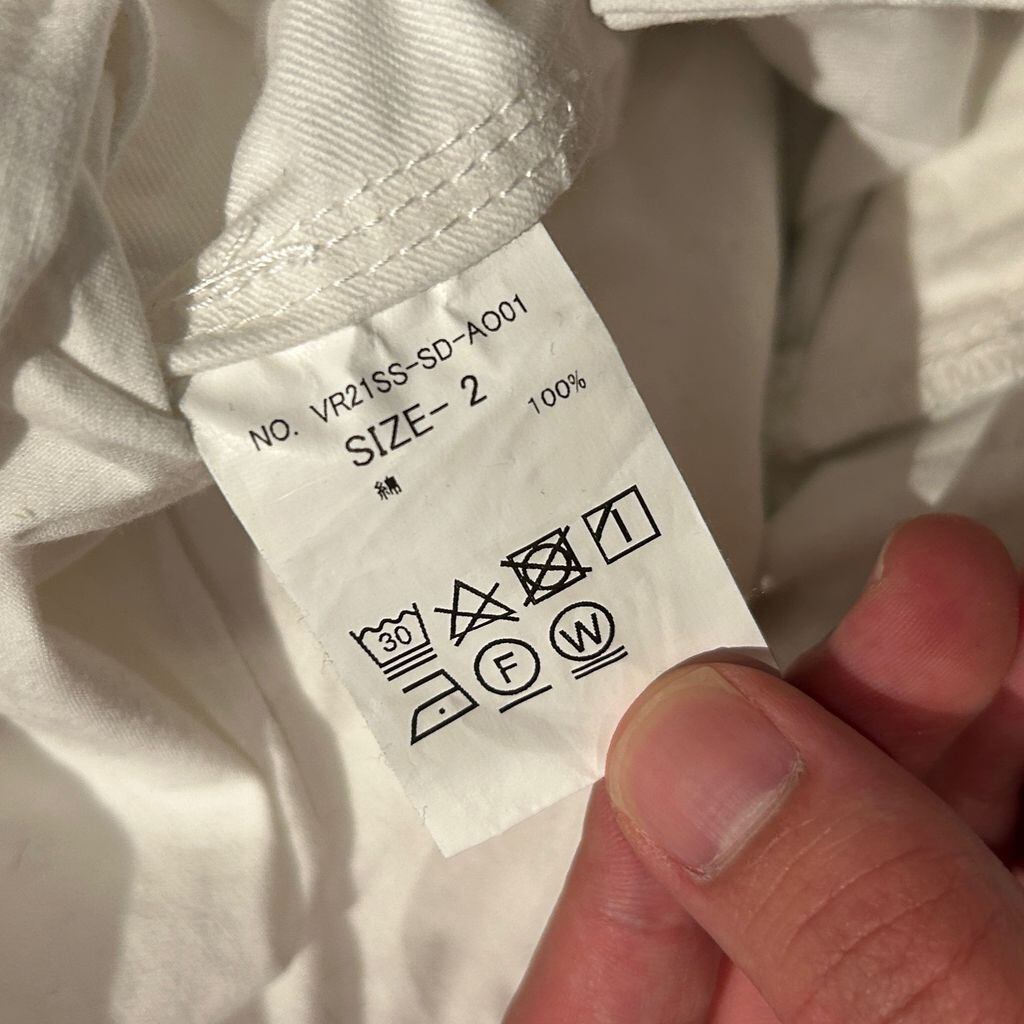 NO. VR21SS-SD-AO01
SIZE- 2
綿 100%
30
F W